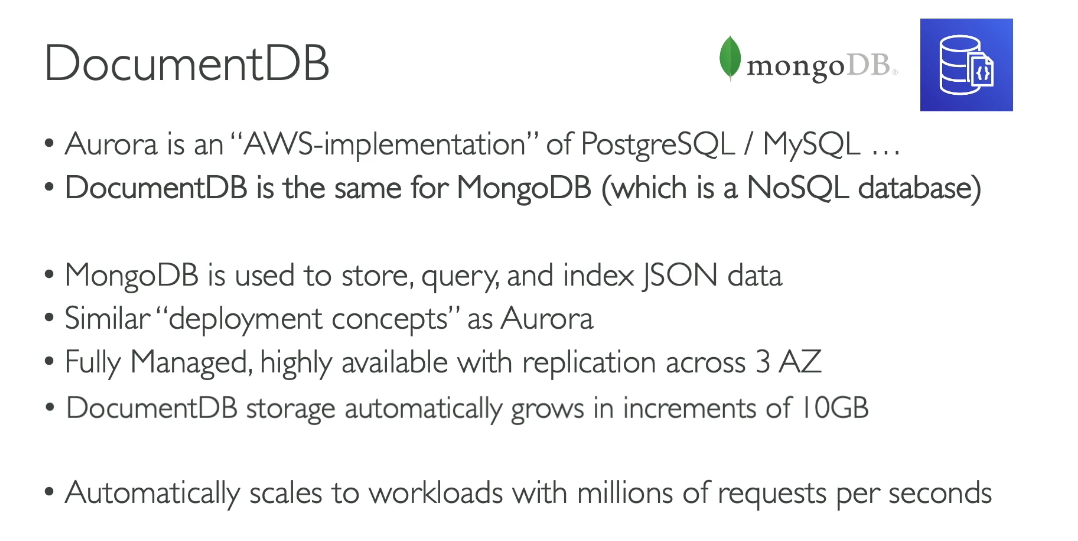 DocumentDB
mongoDB®
{}
• Aurora is an “AWS-implementation” of PostgreSQL / MySQL …
• DocumentDB is the same for MongoDB (which is a NoSQL database)
• MongoDB is used to store, query, and index JSON data
• Similar “deployment concepts” as Aurora
• Fully Managed, highly available with replication across 3 AZ
• DocumentDB storage automatically grows in increments of 10GB
• Automatically scales to workloads with millions of requests per seconds